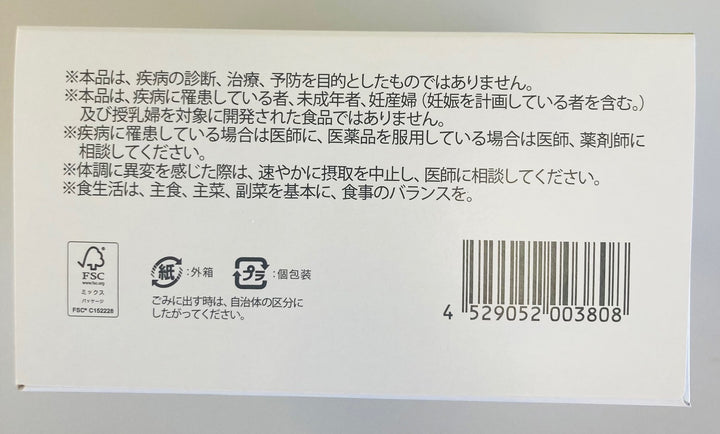 ※本品は、疾病の診断、治療、予防を目的としたものではありません。
※本品は、疾病に罹患している者、未成年者、妊産婦（妊娠を計画している者を含む。）
及び授乳婦を対象に開発された食品ではありません。
※疾病に罹患している場合は医師に、医薬品を服用している場合は医師、薬剤師に
相談してください。
※体調に異変を感じた際は、速やかに摂取を中止し、医師に相談してください。
※食生活は、主食、主菜、副菜を基本に、食事のバランスを。
FSC
www.fsc.org
ミックス
パッケージ
FSC® C152228
紙:外箱
プラ:個包装
ごみに出す時は、自治体の区分に
したがってください。
4 529052 003808